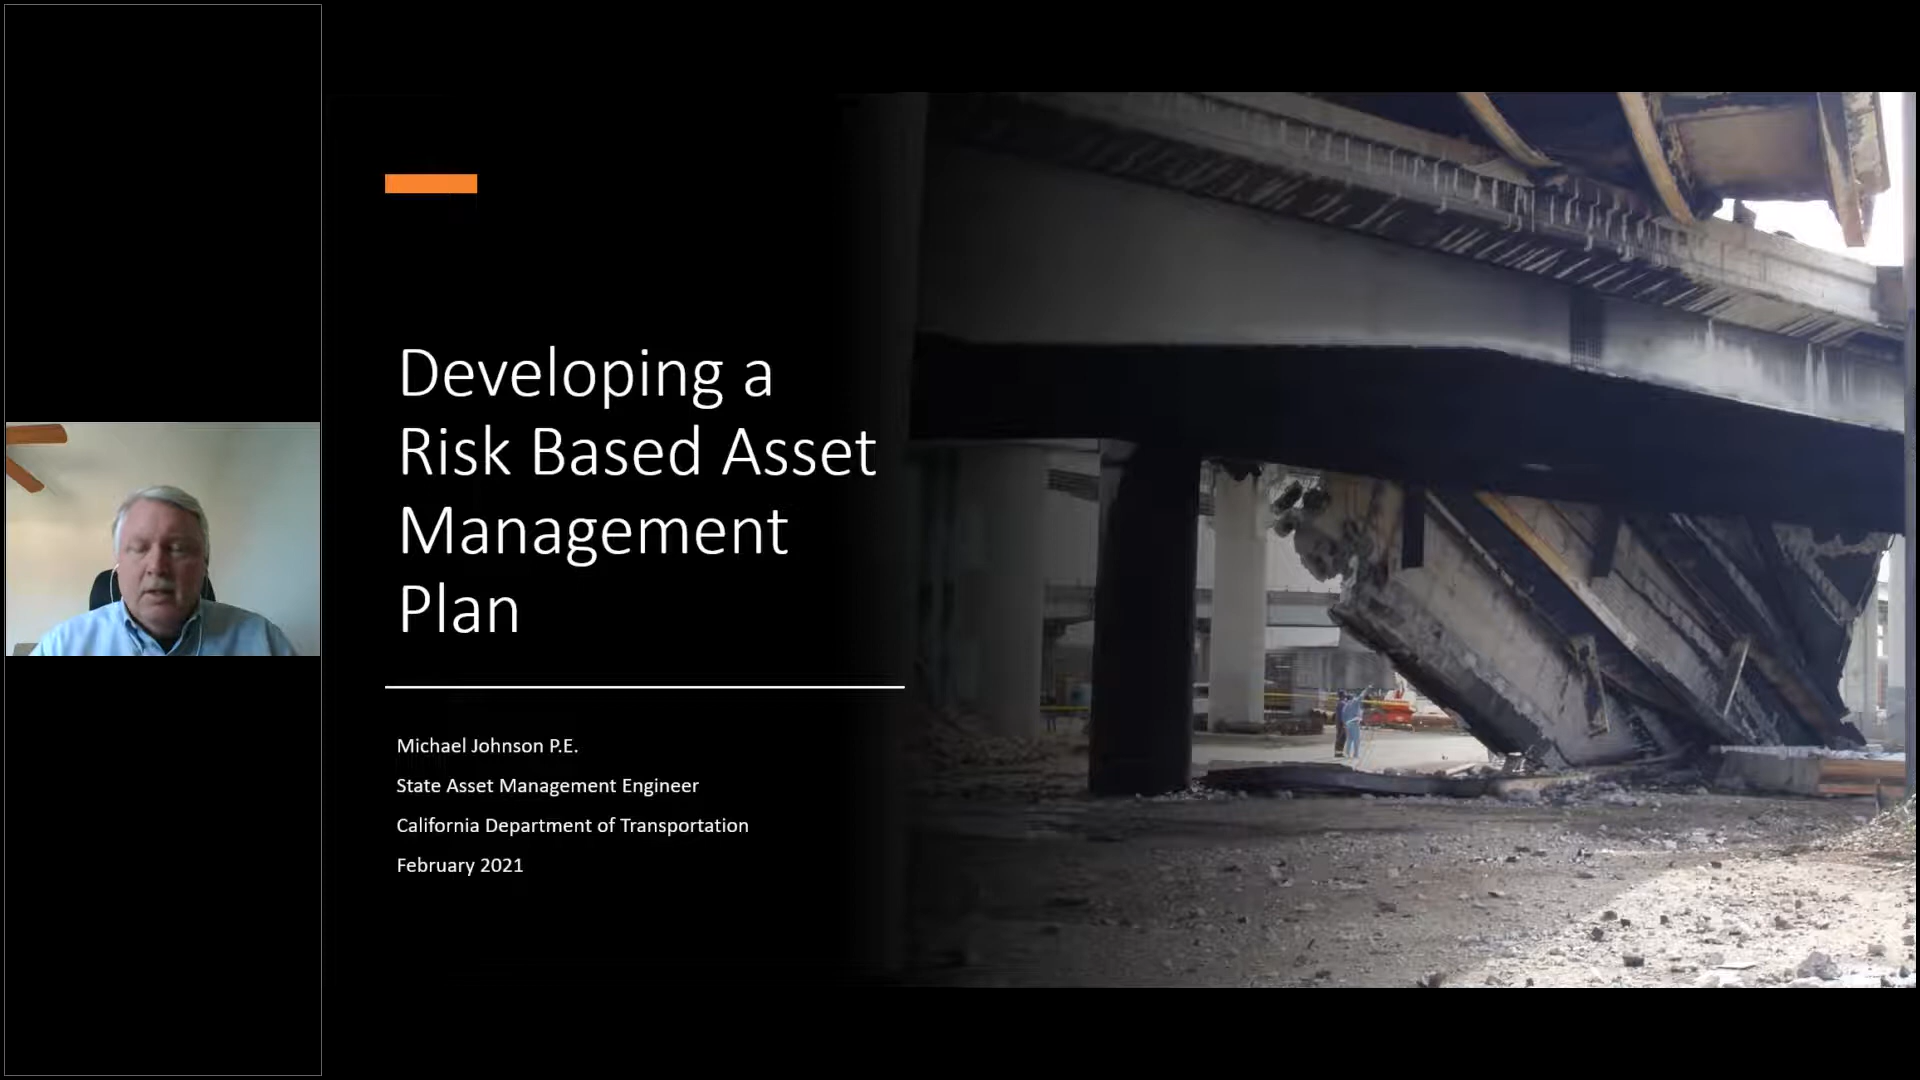 Developing a
Risk Based Asset
Management
Plan
Michael Johnson P.E.
State Asset Management Engineer
California Department of Transportation
February 2021